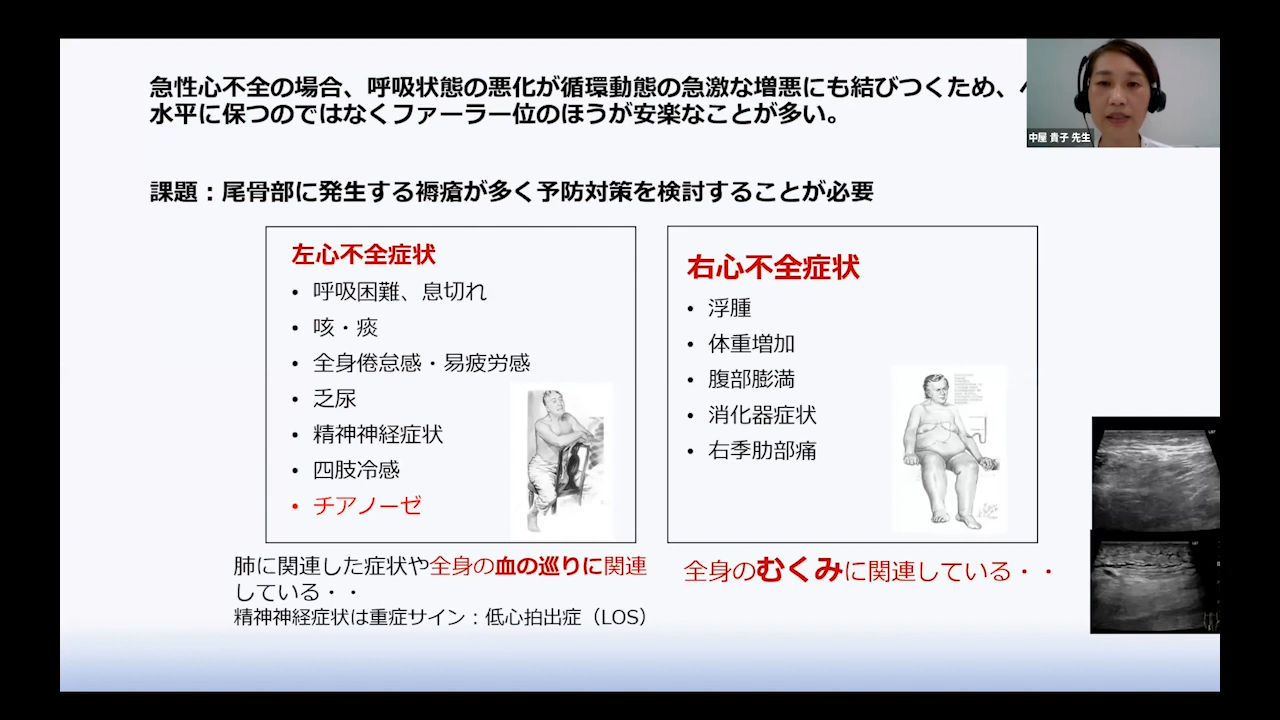 急性心不全の場合、呼吸状態の悪化が循環動態の急激な増悪にも結びつくため、
水平に保つのではなくファーラー位のほうが安楽なことが多い。
中屋 貴子 先生
課題：尾骨部に発生する褥瘡が多く予防対策を検討することが必要
左心不全症状
• 呼吸困難、息切れ
• 咳・痰
• 全身倦怠感・易疲労感
• 乏尿
• 精神神経症状
• 四肢冷感
• チアノーゼ
右心不全症状
• 浮腫
• 体重増加
• 腹部膨満
• 消化器症状
• 右季肋部痛
肺に関連した症状や全身の血の巡りに関連
している・・
精神神経症状は重症サイン：低心拍出症（LOS）
全身のむくみに関連している・・